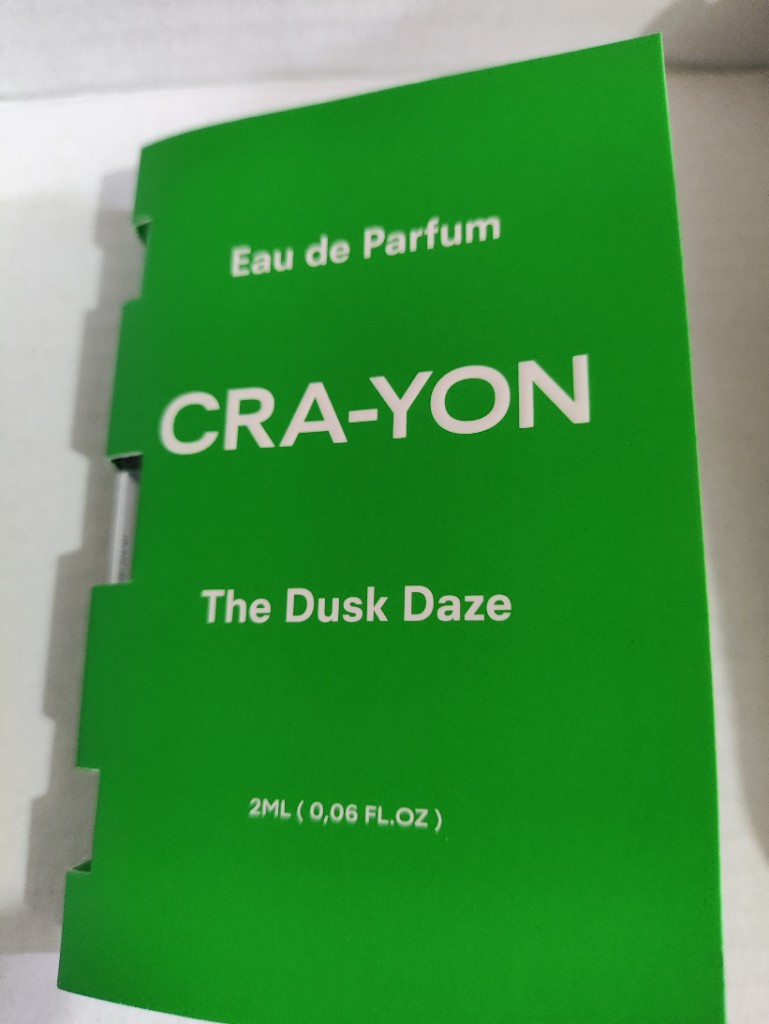 Eau de Parfum
CRA-YON
The Dusk Daze
2ML ( 0,06 FL.OZ )